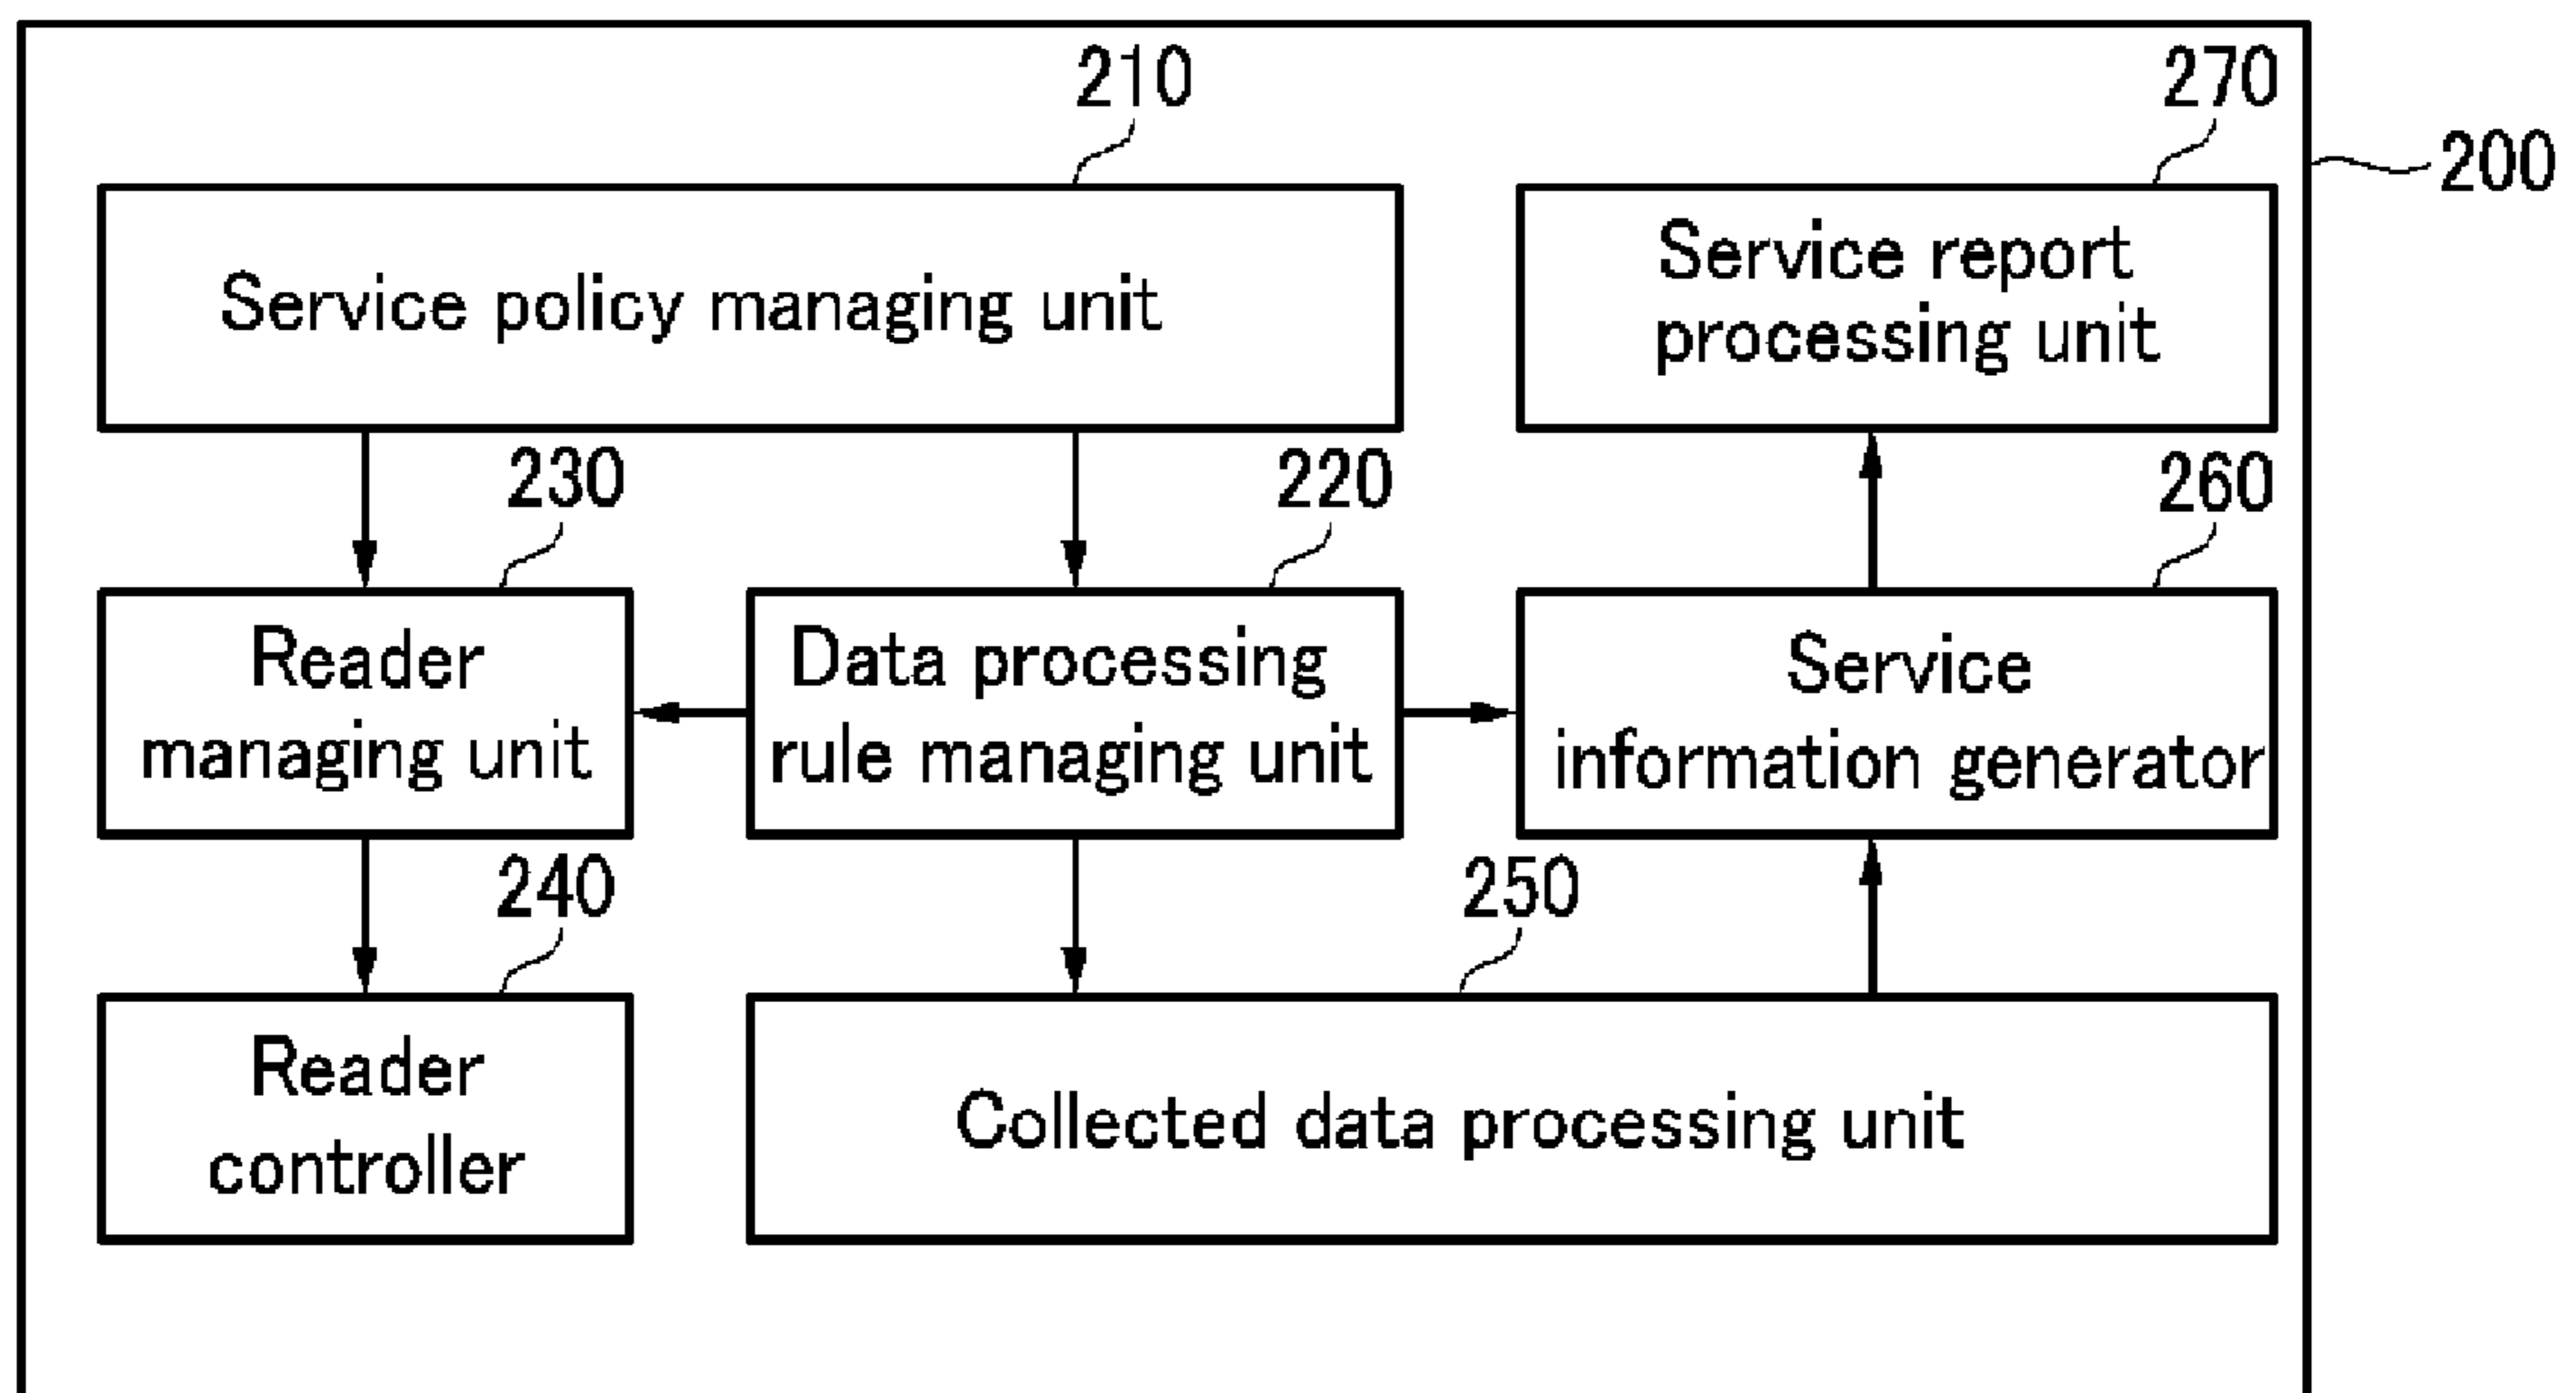 210
270
200
Service policy managing unit
Service report
processing unit
230
220
260
Reader
managing unit
Data processing
rule managing unit
Service
information generator
240
250
Reader
controller
Collected data processing unit